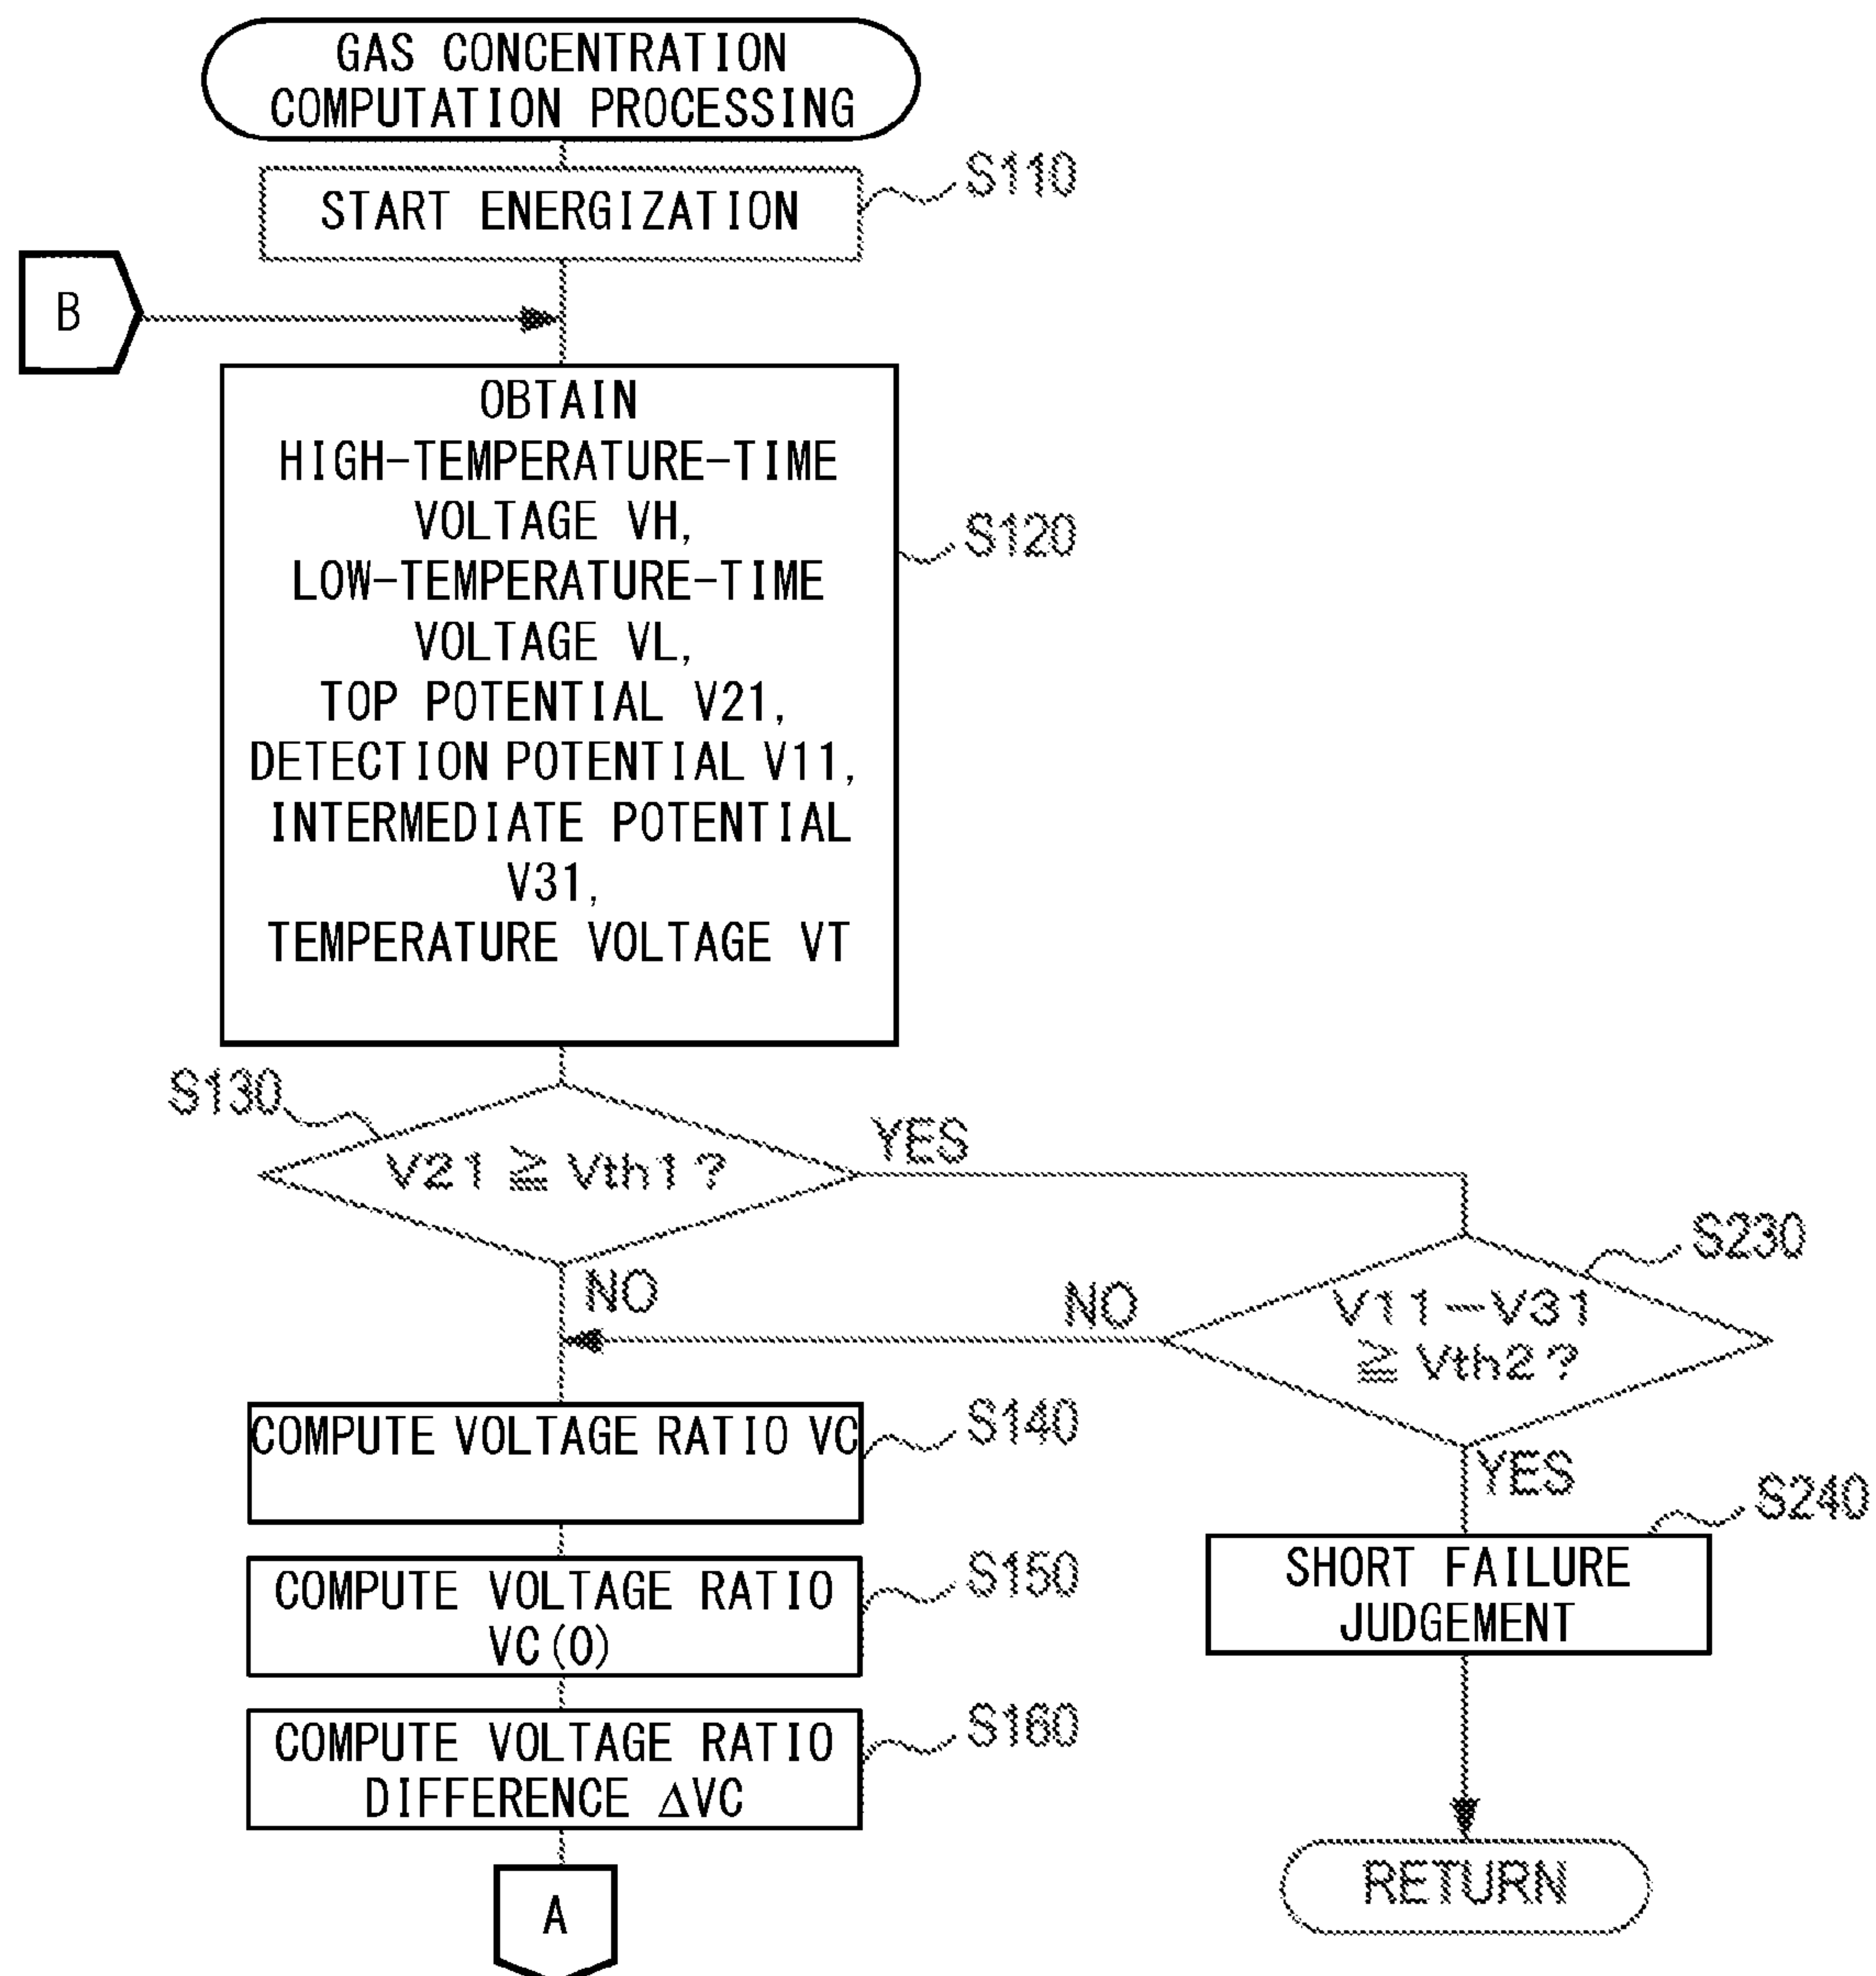 GAS CONCENTRATION
COMPUTATION PROCESSING
START ENERGIZATION
S110
B
OBTAIN
HIGH-TEMPERATURE-TIME
VOLTAGE VH,
LOW-TEMPERATURE-TIME
VOLTAGE VL,
TOP POTENTIAL V21,
DETECTION POTENTIAL V11,
INTERMEDIATE POTENTIAL
V31,
TEMPERATURE VOLTAGE VT
S120
S130
V21 ≧ Vth1?
YES
NO
S230
V11−V31
≧ Vth2?
NO
YES
COMPUTE VOLTAGE RATIO VC
S140
COMPUTE VOLTAGE RATIO
VC(0)
S150
COMPUTE VOLTAGE RATIO
DIFFERENCE ΔVC
S160
A
S240
SHORT FAILURE
JUDGEMENT
RETURN